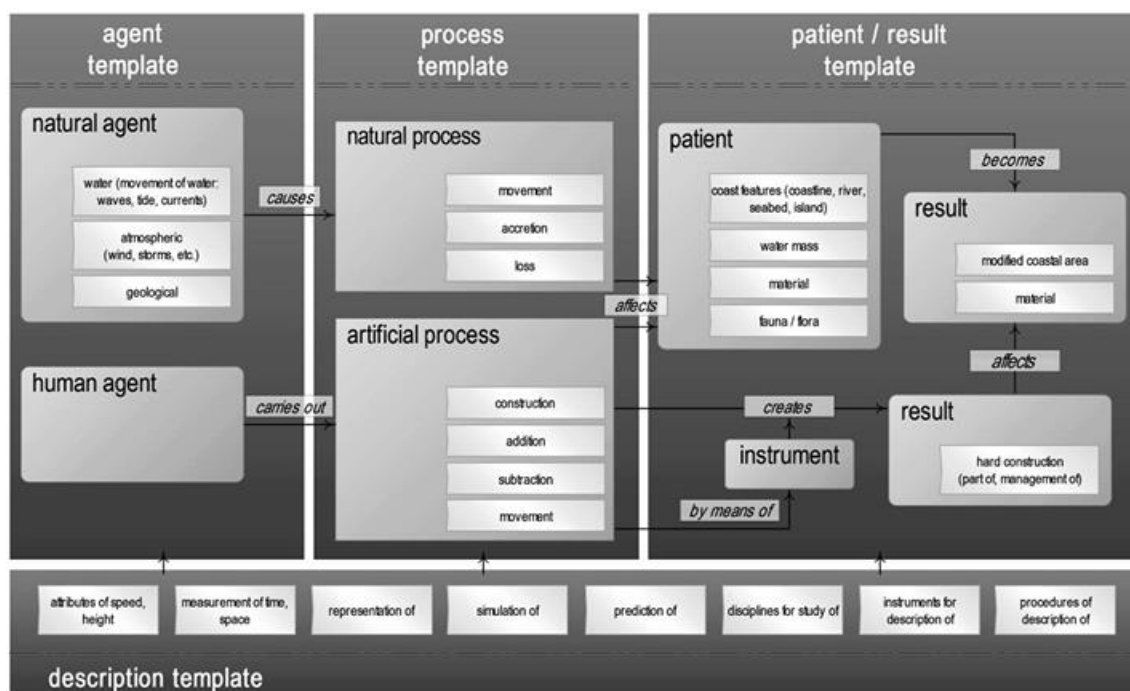 agent
template
process
template
patient / result
template
natural agent
water (movement of water:
waves, tide, currents)
atmospheric
(wind, storms, etc.)
geological
causes
natural process
movement
accretion
loss
patient
coast features (coastline, river,
seabed, island)
water mass
material
fauna / flora
becomes
result
modified coastal area
material
affects
human agent
carries out
artificial process
construction
addition
subtraction
movement
creates
instrument
by means of
affects
result
hard construction
(part of, management of)
attributes of speed,
height
measurement of time,
space
representation of
simulation of
prediction of
disciplines for study of
instruments for
description of
procedures of
description of
description template